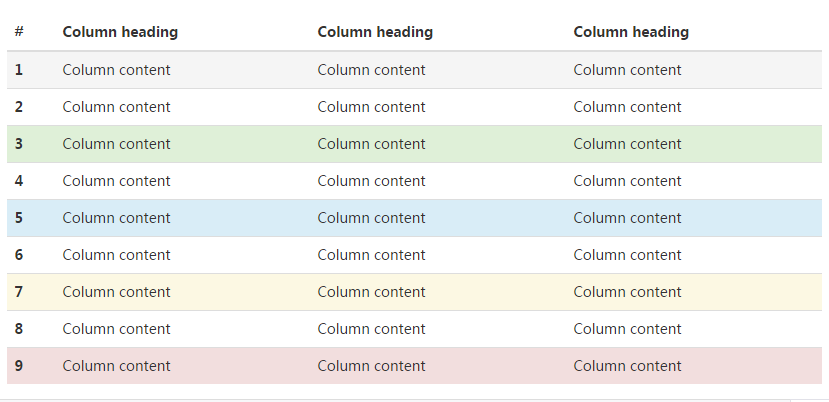 # Column heading Column heading Column heading
1 Column content Column content Column content
2 Column content Column content Column content
3 Column content Column content Column content
4 Column content Column content Column content
5 Column content Column content Column content
6 Column content Column content Column content
7 Column content Column content Column content
8 Column content Column content Column content
9 Column content Column content Column content